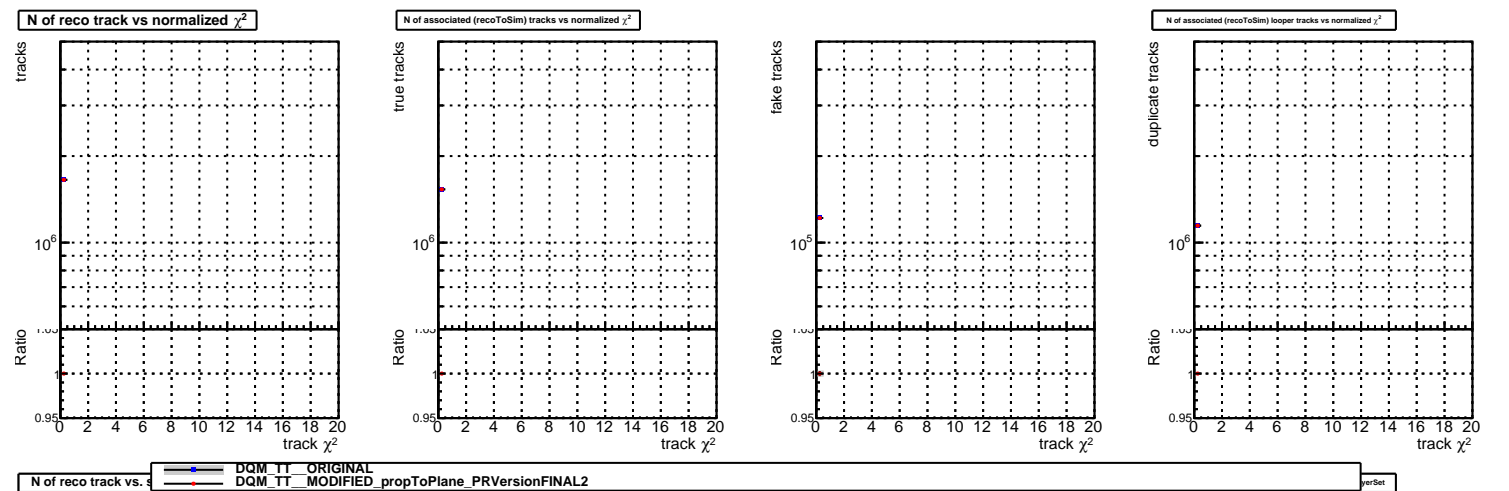 N of reco track vs normalized χ²
N of associated (recoToSim) tracks vs normalized χ²
N of associated (recoToSim) looper tracks vs normalized χ²
tracks
10⁶
Ratio
1
0.95
0 2 4 6 8 10 12 14 16 18 20
track χ²
true tracks
10⁶
Ratio
1
0.95
0 2 4 6 8 10 12 14 16 18 20
track χ²
fake tracks
10⁵
Ratio
1
0.95
0 2 4 6 8 10 12 14 16 18 20
track χ²
duplicate tracks
10⁶
Ratio
1
0.95
0 2 4 6 8 10 12 14 16 18 20
track χ²
DQM_TT__ORIGINAL
DQM_TT__MODIFIED_propToPlane_PRVersionFINAL2
N of reco track vs. s
yerSet